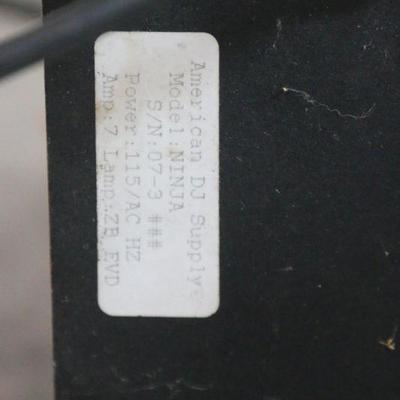 American DJ Supply®
Model:NINJA
S/N:07-3 ###
Power:115/AC HZ
Amp:7 Lamp:ZB EVD